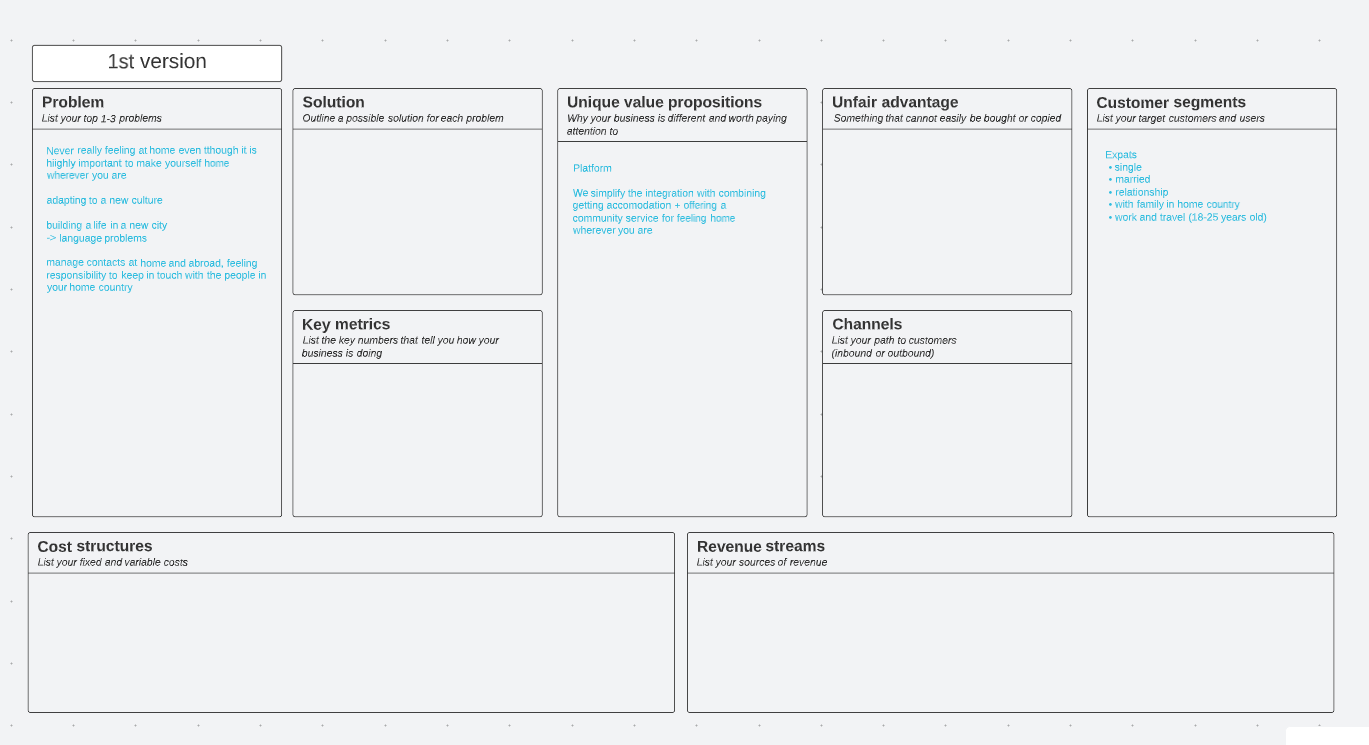 1st version
Problem
List your top 1-3 problems
Never really feeling at home even tthough it is
hiighly important to make yourself home
wherever you are
adapting to a new culture
building a life in a new city
-> language problems
manage contacts at home and abroad, feeling
responsibility to keep in touch with the people in
your home country
Solution
Outline a possible solution for each problem
Key metrics
List the key numbers that tell you how your
business is doing
Unique value propositions
Why your business is different and worth paying
attention to
Platform
We simplify the integration with combining
getting accomodation + offering a
community service for feeling home
wherever you are
Unfair advantage
Something that cannot easily be bought or copied
Channels
List your path to customers
(inbound or outbound)
Customer segments
List your target customers and users
Expats
• single
• married
• relationship
• with family in home country
• work and travel (18-25 years old)
Cost structures
List your fixed and variable costs
Revenue streams
List your sources of revenue